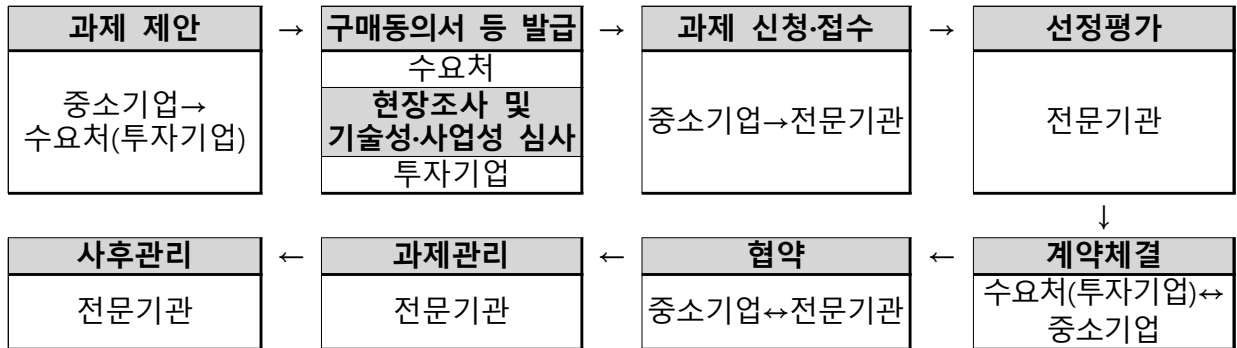 과제 제안 → 구매동의서 등 발급 → 과제 신청·접수 → 선정평가
중소기업→
수요처(투자기업)
수요처
현장조사 및
기술성·사업성 심사
투자기업
중소기업→전문기관
전문기관
↓
사후관리 ← 과제관리 ← 협약 ← 계약체결
전문기관
전문기관
중소기업↔전문기관
수요처(투자기업)↔
중소기업